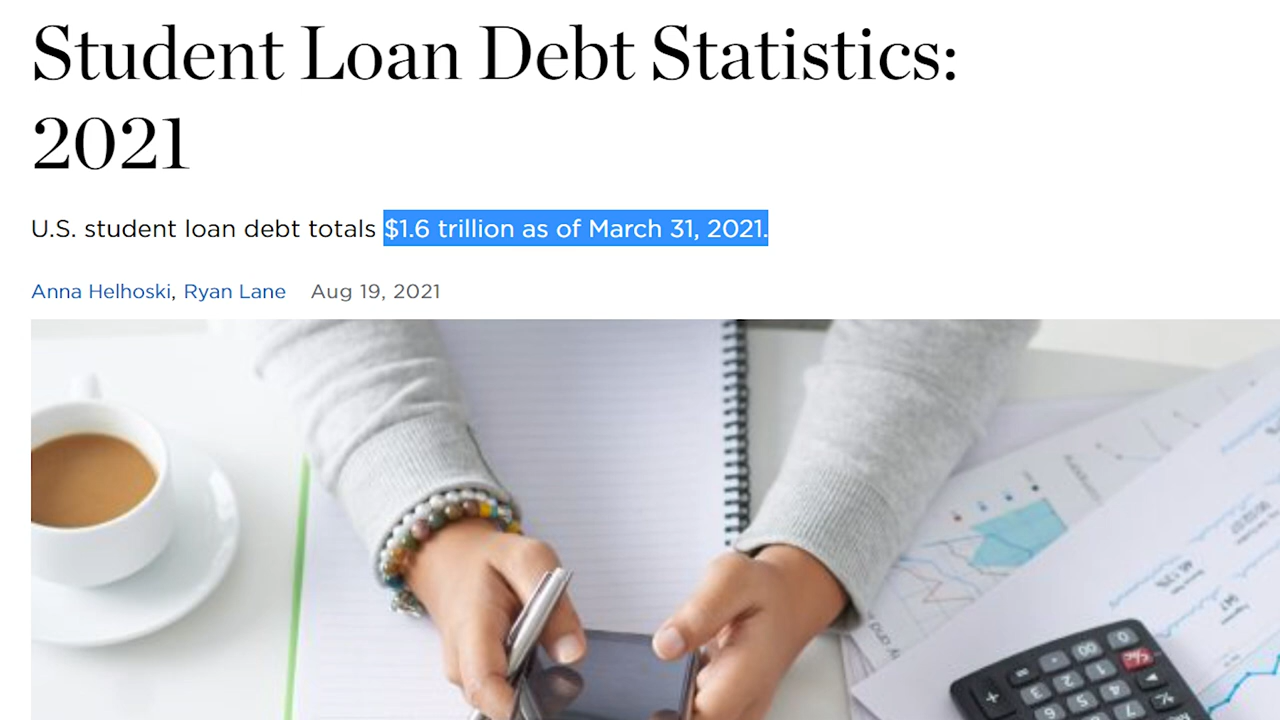 Student Loan Debt Statistics:
2021
U.S. student loan debt totals $1.6 trillion as of March 31, 2021.
Anna Helhoski, Ryan Lane Aug 19, 2021